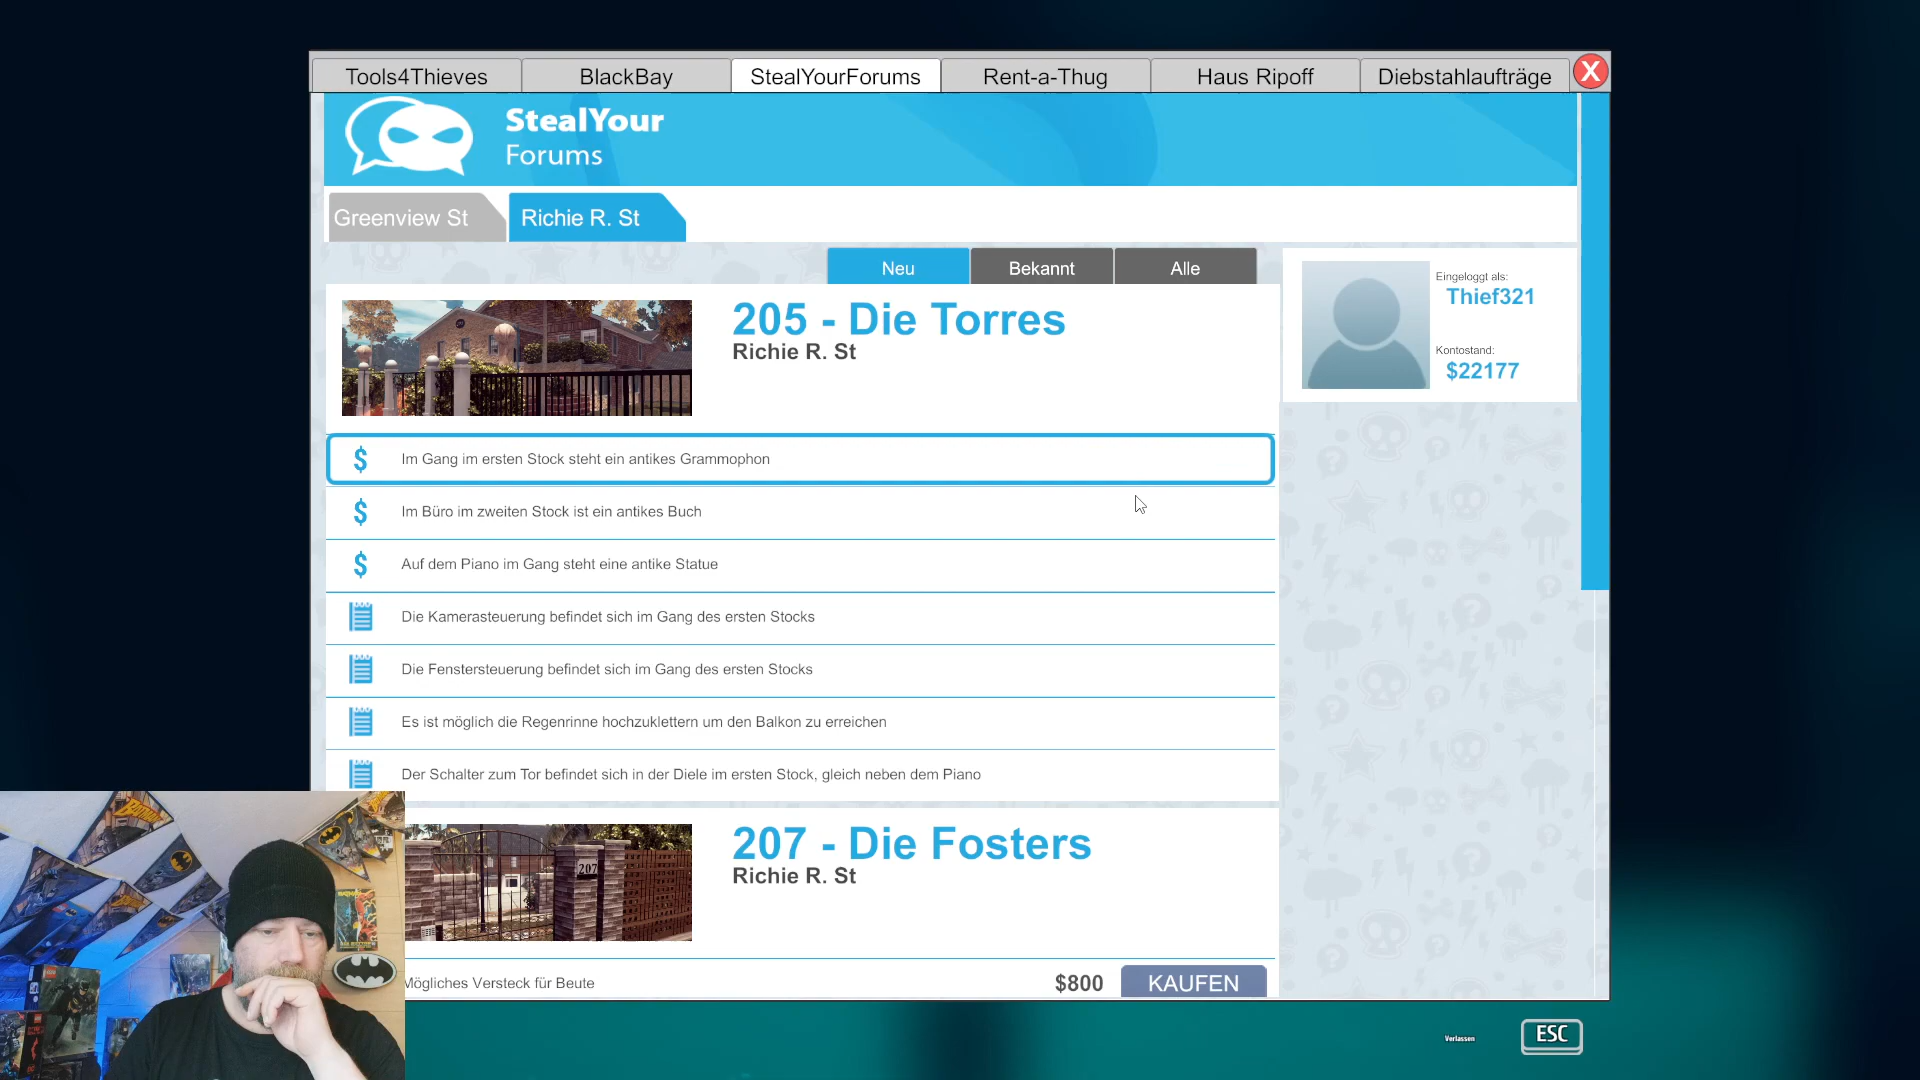 Tools4Thieves
BlackBay
StealYourForums
Rent-a-Thug
Haus Ripoff
Diebstahlaufträge
X
StealYour
Forums
Greenview St
Richie R. St
Neu
Bekannt
Alle
205 - Die Torres
Richie R. St
Eingeloggt als:
Thief321
Kontostand:
$22177
$ Im Gang im ersten Stock steht ein antikes Grammophon
$ Im Büro im zweiten Stock ist ein antikes Buch
$ Auf dem Piano im Gang steht eine antike Statue
Die Kamerasteuerung befindet sich im Gang des ersten Stocks
Die Fenstersteuerung befindet sich im Gang des ersten Stocks
Es ist möglich die Regenrinne hochzuklettern um den Balkon zu erreichen
Der Schalter zum Tor befindet sich in der Diele im ersten Stock, gleich neben dem Piano
207 - Die Fosters
Richie R. St
207
Mögliches Versteck für Beute
$800
KAUFEN
Verlassen
ESC